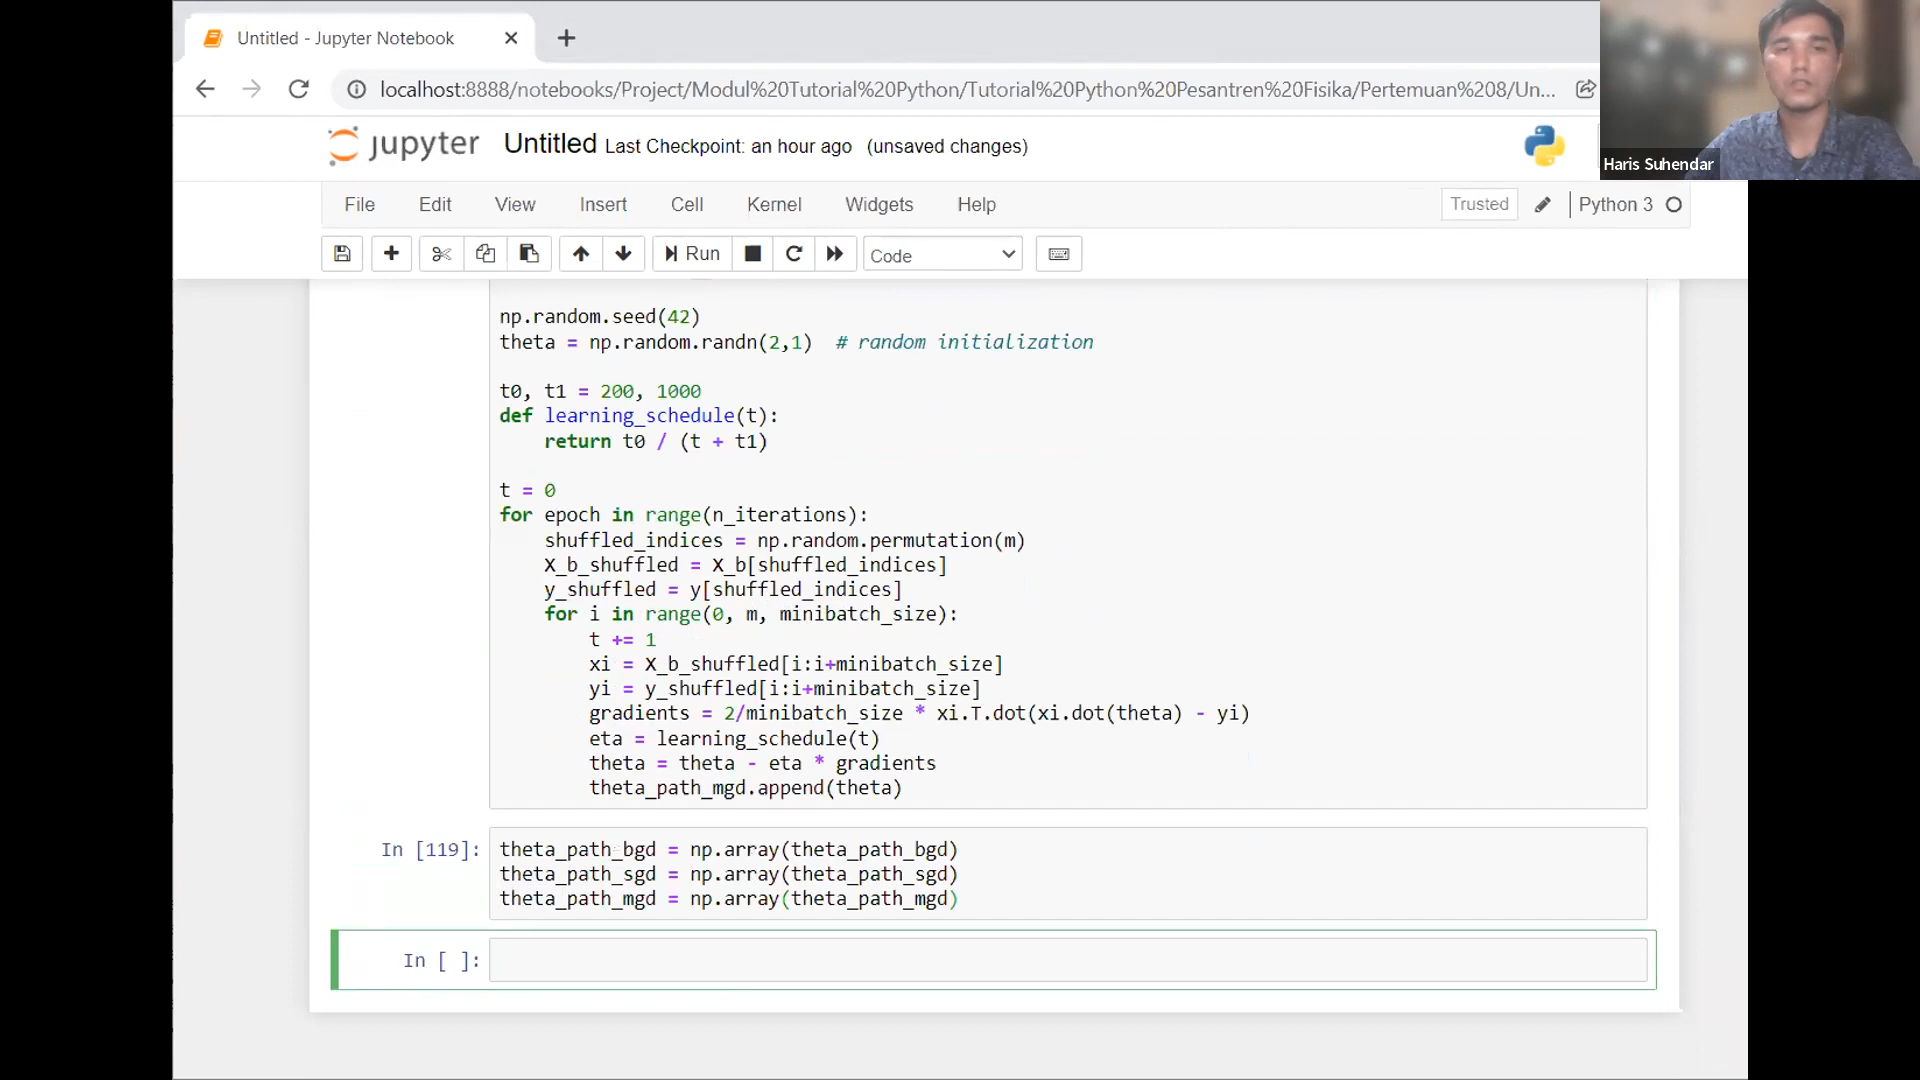 Untitled - Jupyter Notebook
localhost:8888/notebooks/Project/Modul%20Tutorial%20Python/Tutorial%20Python%20Pesantren%20Fisika/Pertemuan%208/Un...
Haris Suhendar
jupyter Untitled Last Checkpoint: an hour ago (unsaved changes)
File Edit View Insert Cell Kernel Widgets Help Trusted Python 3
Run Code
np.random.seed(42)
theta = np.random.randn(2,1)  # random initialization
t0, t1 = 200, 1000
def learning_schedule(t):
    return t0 / (t + t1)
t = 0
for epoch in range(n_iterations):
    shuffled_indices = np.random.permutation(m)
    X_b_shuffled = X_b[shuffled_indices]
    y_shuffled = y[shuffled_indices]
    for i in range(0, m, minibatch_size):
        t += 1
        xi = X_b_shuffled[i:i+minibatch_size]
        yi = y_shuffled[i:i+minibatch_size]
        gradients = 2/minibatch_size * xi.T.dot(xi.dot(theta) - yi)
        eta = learning_schedule(t)
        theta = theta - eta * gradients
        theta_path_mgd.append(theta)
In [119]: theta_path_bgd = np.array(theta_path_bgd)
theta_path_sgd = np.array(theta_path_sgd)
theta_path_mgd = np.array(theta_path_mgd)
In [ ]: